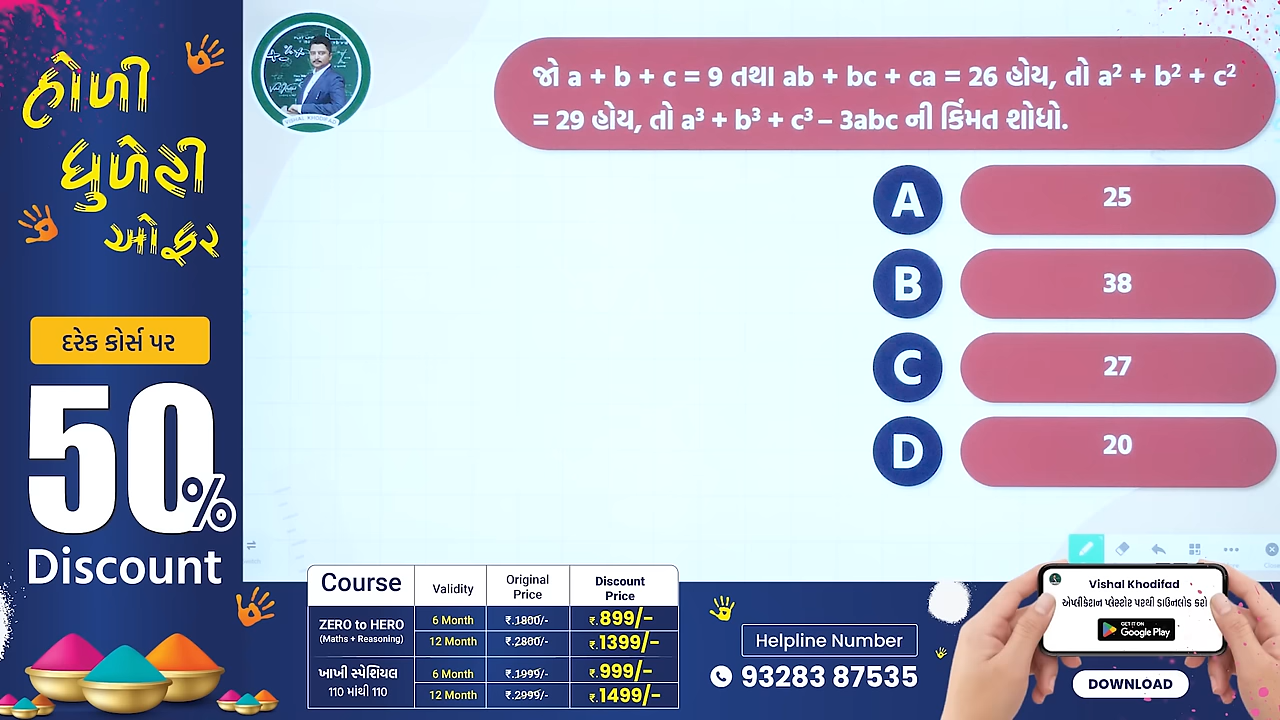 હોળી
ધુળેટી
ઓફર
દરેક કોર્સ પર
50%
Discount
VISHAL KHODIFAD
જો a + b + c = 9 તથા ab + bc + ca = 26 હોય, તો a² + b² + c²
= 29 હોય, તો a³ + b³ + c³ – 3abc ની કિંમત શોધો.
A 25
B 38
C 27
D 20
Course Validity Original Price Discount Price
ZERO to HERO
(Maths + Reasoning)
6 Month ₹.1800/- ₹.899/-
12 Month ₹.2800/- ₹.1399/-
ખાખી સ્પેશિયલ
110 માંથી 110
6 Month ₹.1999/- ₹.999/-
12 Month ₹.2999/- ₹.1499/-
Helpline Number
93283 87535
Vishal Khodifad
એપ્લીકેશન પ્લેસ્ટોર પરથી ડાઉનલોડ કરો
GET IT ON
Google Play
DOWNLOAD